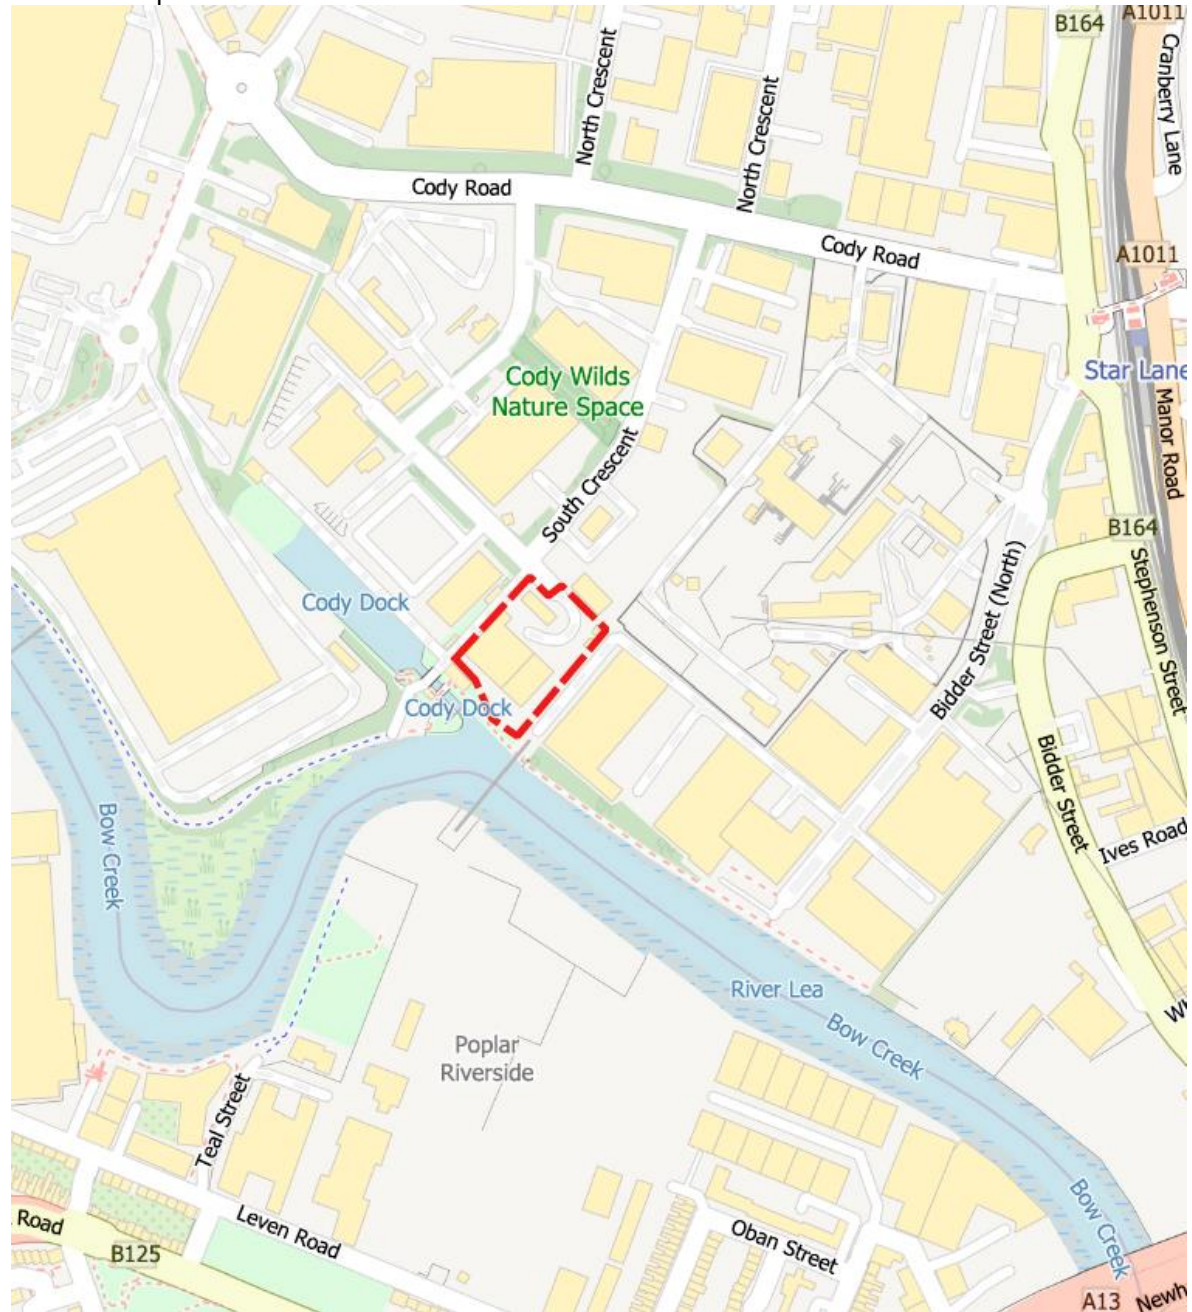 B164
A1011
Cranberry Lane
North Crescent
North Crescent
Cody Road
Cody Road
A1011
Star Lane
Cody Wilds
Nature Space
Manor Road
South Crescent
B164
Stephenson Street
Bidder Street (North)
Cody Dock
Cody Dock
Bidder Street
Bow Creek
Ives Road
River Lea
Bow Creek
Poplar
Riverside
Teal Street
Bow Creek
Road
Leven Road
Oban Street
B125
A13
Newh